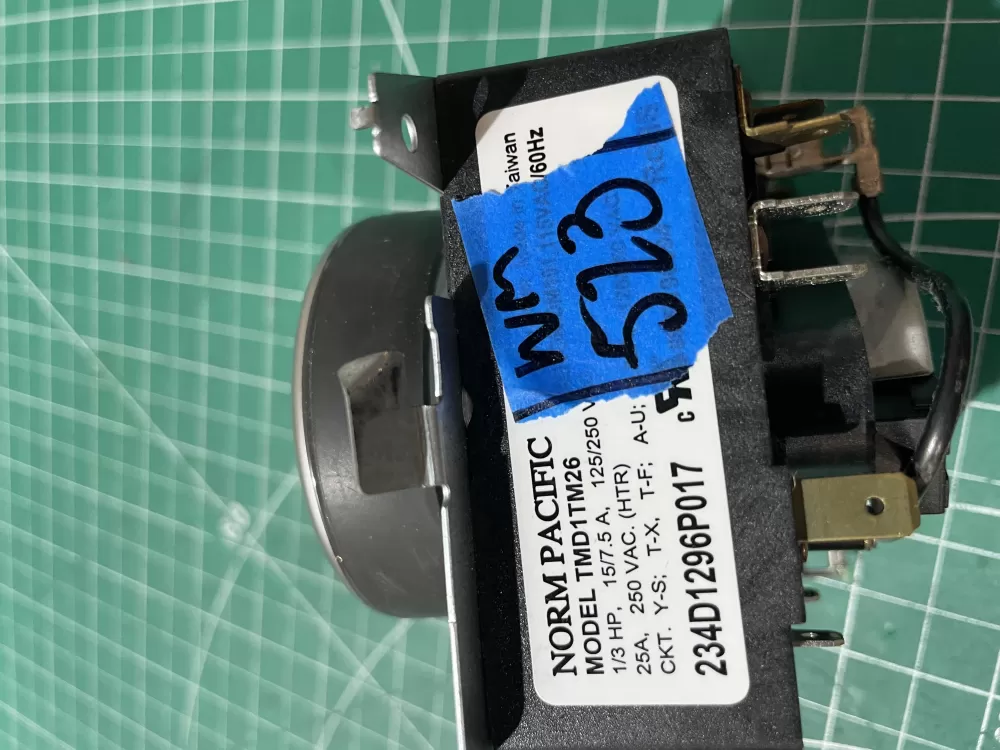 NORM PACIFIC
MODEL TMD1TM26
1/3 HP, 15/7.5 A, 125/250 V
25A, 250 VAC. (HTR)
CKT. Y-S; T-X, T-F; A-U;
234D1296P017
c
Taiwan
/60Hz
WM
523